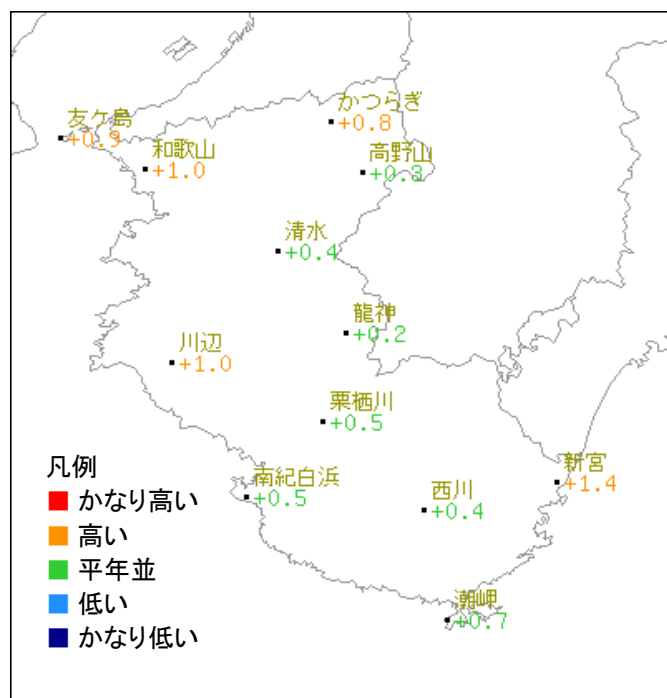 かつらぎ
+0.8
友ケ島
+0.9
和歌山
+1.0
高野山
+0.3
清水
+0.4
龍神
+0.2
川辺
+1.0
栗栖川
+0.5
南紀白浜
+0.5
西川
+0.4
新宮
+1.4
潮岬
+0.7
凡例
かなり高い
高い
平年並
低い
かなり低い